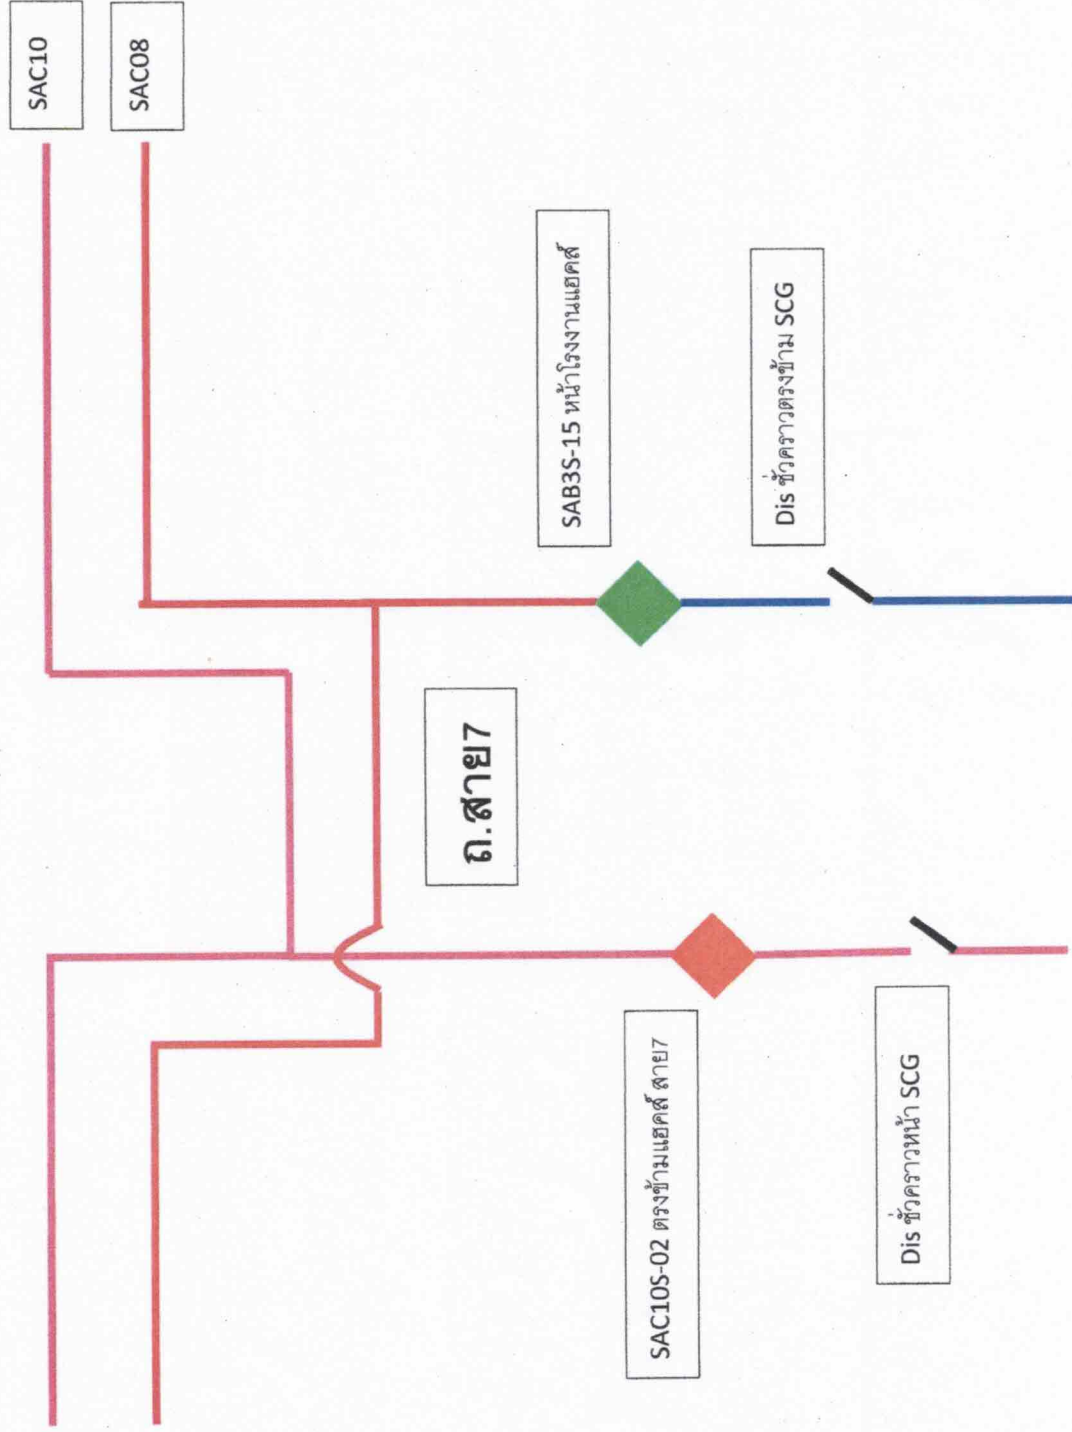 SAC10
SAC08
SAB3S-15 หน้าโรงงานแฮคส์
Dis ชั่วคราวตรงข้าม SCG
ถ.สาย7
SAC10S-02 ตรงข้ามแฮคส์ สาย7
Dis ชั่วคราวหน้า SCG